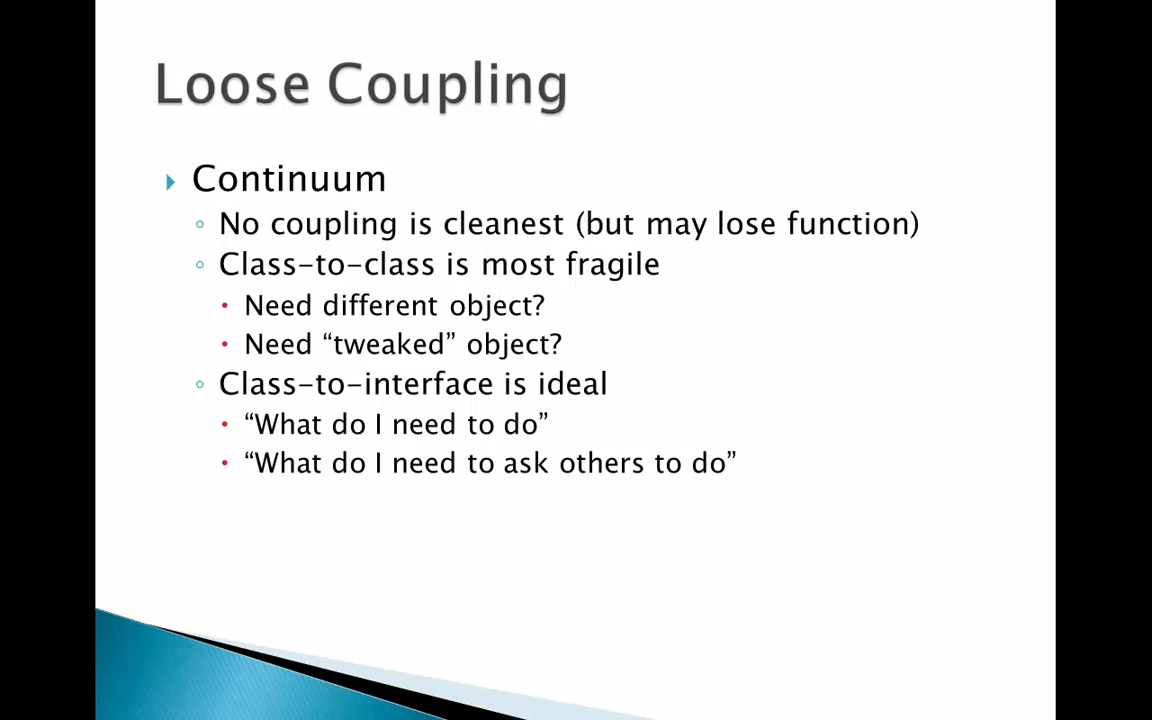 Loose Coupling
Continuum
No coupling is cleanest (but may lose function)
Class-to-class is most fragile
Need different object?
Need “tweaked” object?
Class-to-interface is ideal
“What do I need to do”
“What do I need to ask others to do”